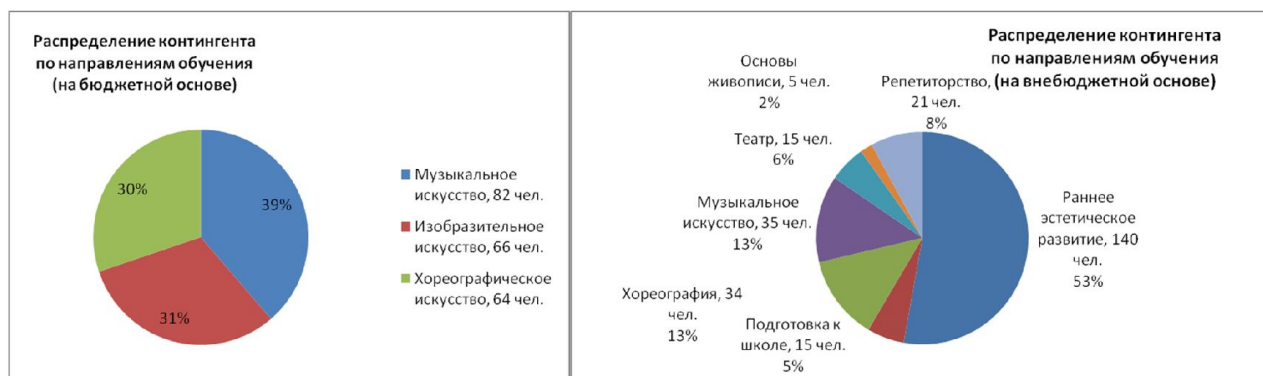 Распределение контингента
по направлениям обучения
(на бюджетной основе)
39%
31%
30%
Музыкальное
искусство, 82 чел.
Изобразительное
искусство, 66 чел.
Хореографическое
искусство, 64 чел.
Распределение контингента
по направлениям обучения
(на внебюджетной основе)
Основы
живописи, 5 чел.
2%
Репетиторство,
21 чел.
8%
Театр, 15 чел.
6%
Музыкальное
искусство, 35 чел.
13%
Хореография, 34
чел.
13%
Подготовка к
школе, 15 чел.
5%
Раннее
эстетическое
развитие, 140
чел.
53%